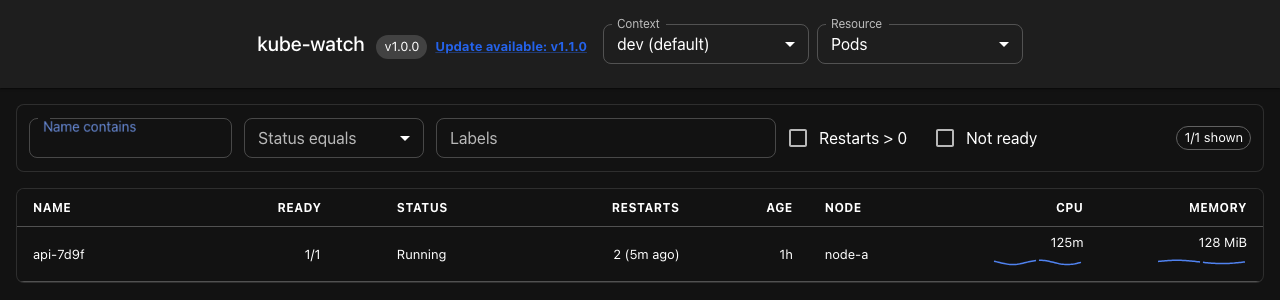 kube-watch v1.0.0 Update available: v1.1.0
Context
dev (default)
Resource
Pods
Name contains
Status equals
Labels
Restarts > 0
Not ready
1/1 shown
NAME READY STATUS RESTARTS AGE NODE CPU MEMORY
api-7d9f 1/1 Running 2 (5m ago) 1h node-a 125m 128 MiB